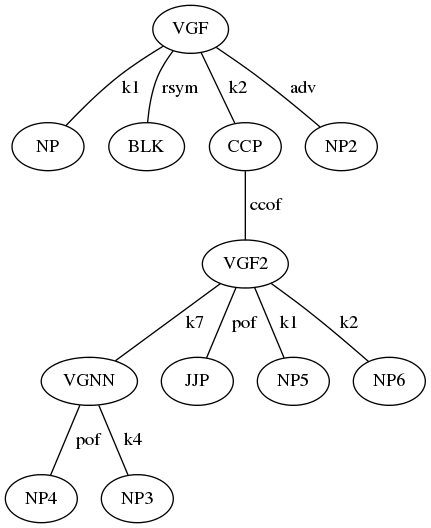 VGF
k1 rsym k2 adv
NP BLK CCP NP2
ccof
VGF2
k7 pof k1 k2
VGNN JJP NP5 NP6
pof k4
NP4 NP3